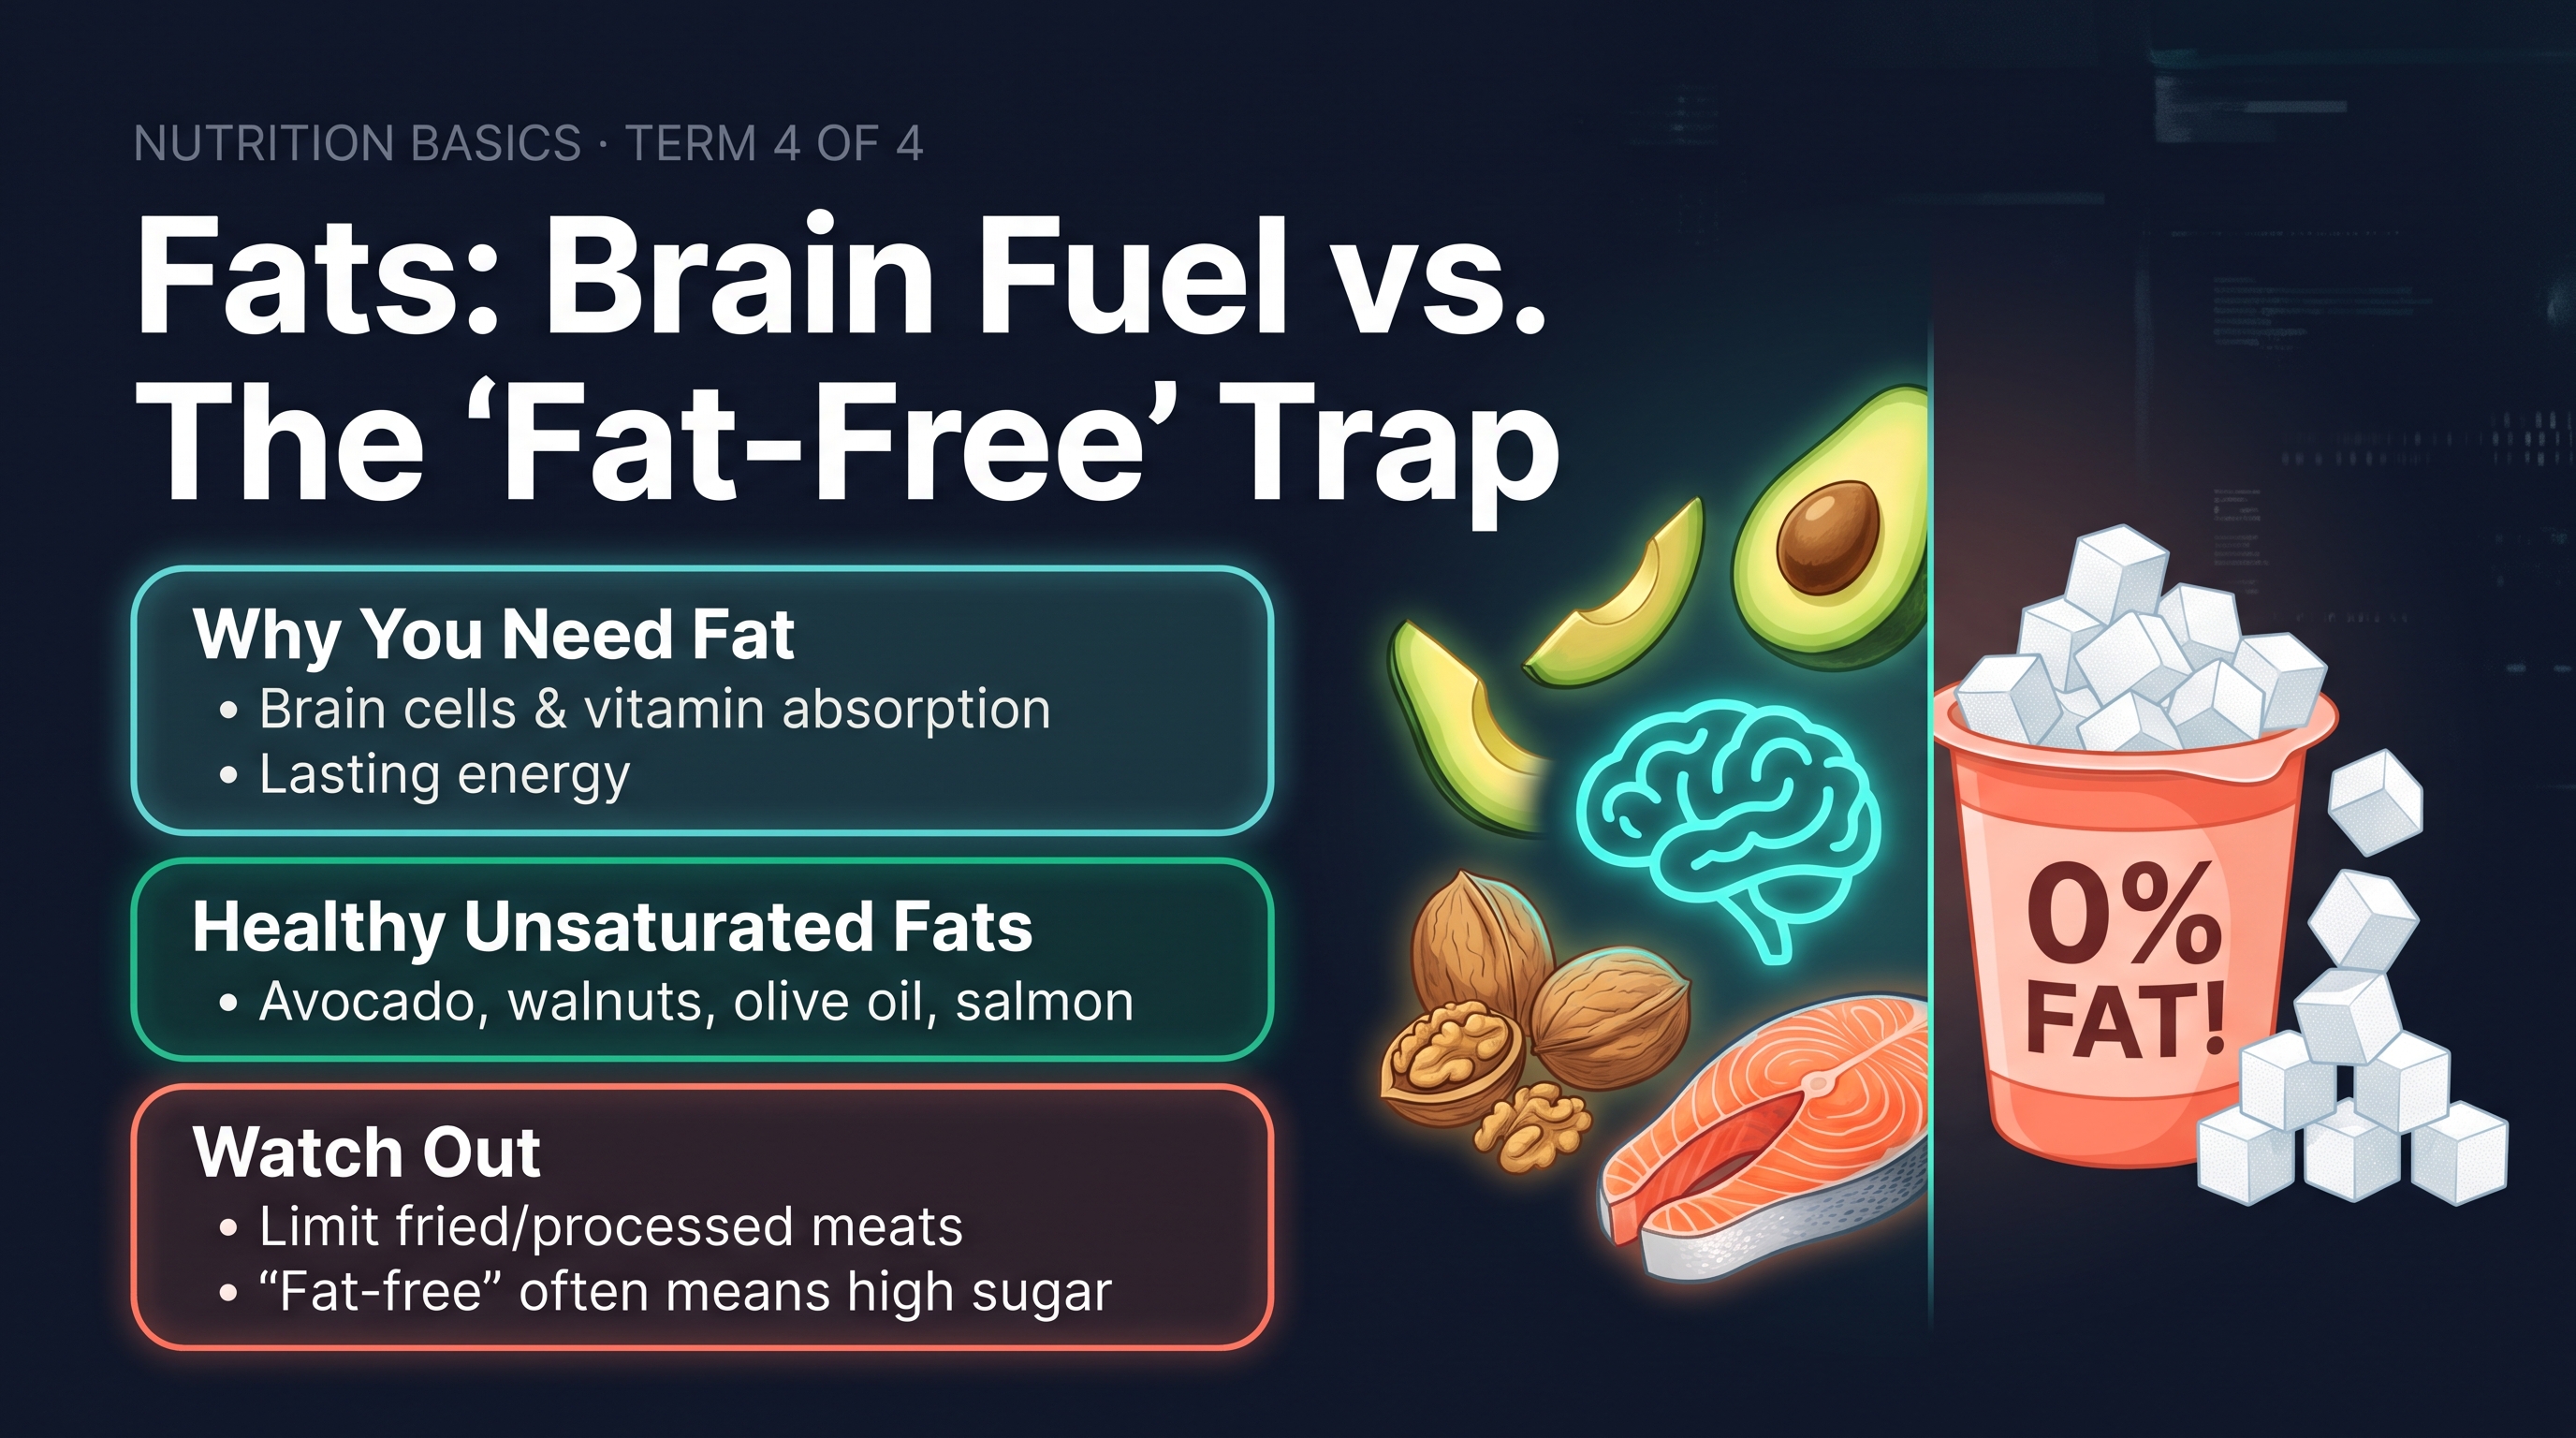 NUTRITION BASICS · TERM 4 OF 4
Fats: Brain Fuel vs.
The ‘Fat-Free’ Trap
Why You Need Fat
• Brain cells & vitamin absorption
• Lasting energy
Healthy Unsaturated Fats
• Avocado, walnuts, olive oil, salmon
Watch Out
• Limit fried/processed meats
• “Fat-free” often means high sugar
0%
FAT!